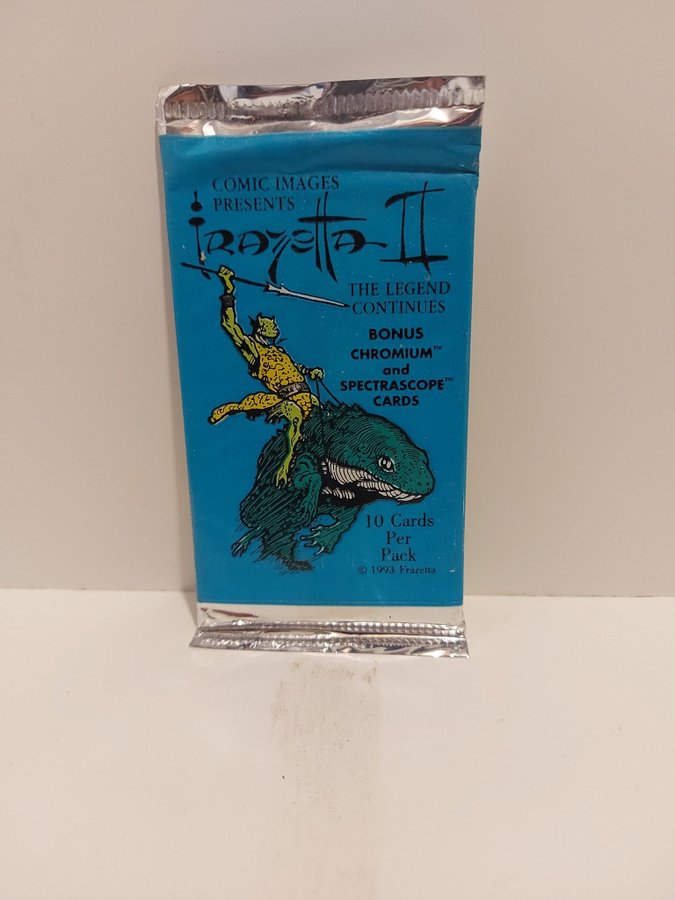 COMIC IMAGES
PRESENTS
Frazetta II
THE LEGEND
CONTINUES
BONUS
CHROMIUM™
and
SPECTRASCOPE™
CARDS
10 Cards
Per
Pack
© 1993 Frazetta